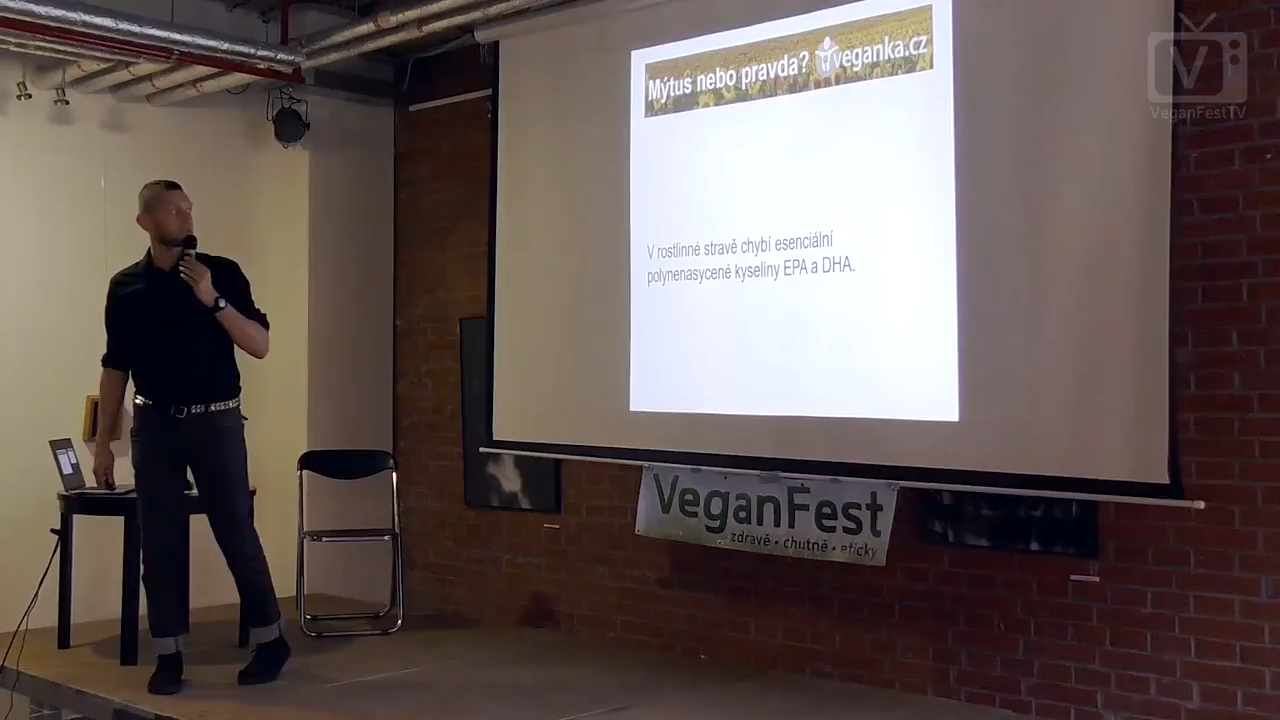 Mýtus nebo pravda? veganka.cz
V rostlinné stravě chybí esenciální
polynenasycené kyseliny EPA a DHA.
VeganFest
zdravě • chutně • eticky
V
VeganFestTV